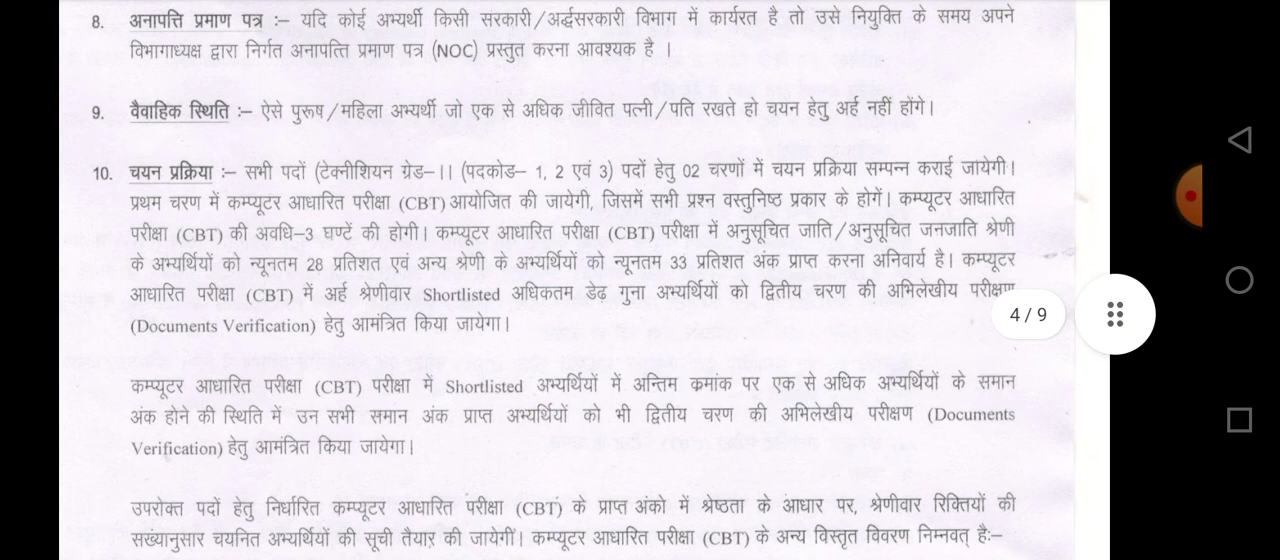 8. अनापत्ति प्रमाण पत्र :– यदि कोई अभ्यर्थी किसी सरकारी/अर्द्धसरकारी विभाग में कार्यरत है तो उसे नियुक्ति के समय अपने
विभागाध्यक्ष द्वारा निर्गत अनापत्ति प्रमाण पत्र (NOC) प्रस्तुत करना आवश्यक है ।
9. वैवाहिक स्थिति :– ऐसे पुरूष/महिला अभ्यर्थी जो एक से अधिक जीवित पत्नी/पति रखते हो चयन हेतु अर्ह नहीं होंगे।
10. चयन प्रक्रिया :– सभी पदों (टेक्नीशियन ग्रेड–।। (पदकोड– 1, 2 एवं 3) पदों हेतु 02 चरणों में चयन प्रक्रिया सम्पन्न कराई जायेगी।
प्रथम चरण में कम्प्यूटर आधारित परीक्षा (CBT) आयोजित की जायेगी, जिसमें सभी प्रश्न वस्तुनिष्ठ प्रकार के होगें। कम्प्यूटर आधारित
परीक्षा (CBT) की अवधि–3 घण्टें की होगी। कम्प्यूटर आधारित परीक्षा (CBT) परीक्षा में अनुसूचित जाति/अनुसूचित जनजाति श्रेणी
के अभ्यर्थियों को न्यूनतम 28 प्रतिशत एवं अन्य श्रेणी के अभ्यर्थियों को न्यूनतम 33 प्रतिशत अंक प्राप्त करना अनिवार्य है। कम्प्यूटर
आधारित परीक्षा (CBT) में अर्ह श्रेणीवार Shortlisted अधिकतम डेढ़ गुना अभ्यर्थियों को द्वितीय चरण की अभिलेखीय परीक्षण
4 / 9
(Documents Verification) हेतु आमंत्रित किया जायेगा।
कम्प्यूटर आधारित परीक्षा (CBT) परीक्षा में Shortlisted अभ्यर्थियों में अन्तिम क्रमांक पर एक से अधिक अभ्यर्थियों के समान
अंक होने की स्थिति में उन सभी समान अंक प्राप्त अभ्यर्थियों को भी द्वितीय चरण की अभिलेखीय परीक्षण (Documents
Verification) हेतु आमंत्रित किया जायेगा।
उपरोक्त पदों हेतु निर्धारित कम्प्यूटर आधारित परीक्षा (CBT) के प्राप्त अंको में श्रेष्ठता के आधार पर, श्रेणीवार रिक्तियों की
सख्यांनुसार चयनित अभ्यर्थियों की सूची तैयार की जायेगीं। कम्प्यूटर आधारित परीक्षा (CBT) के अन्य विस्तृत विवरण निम्नवत् हैः–